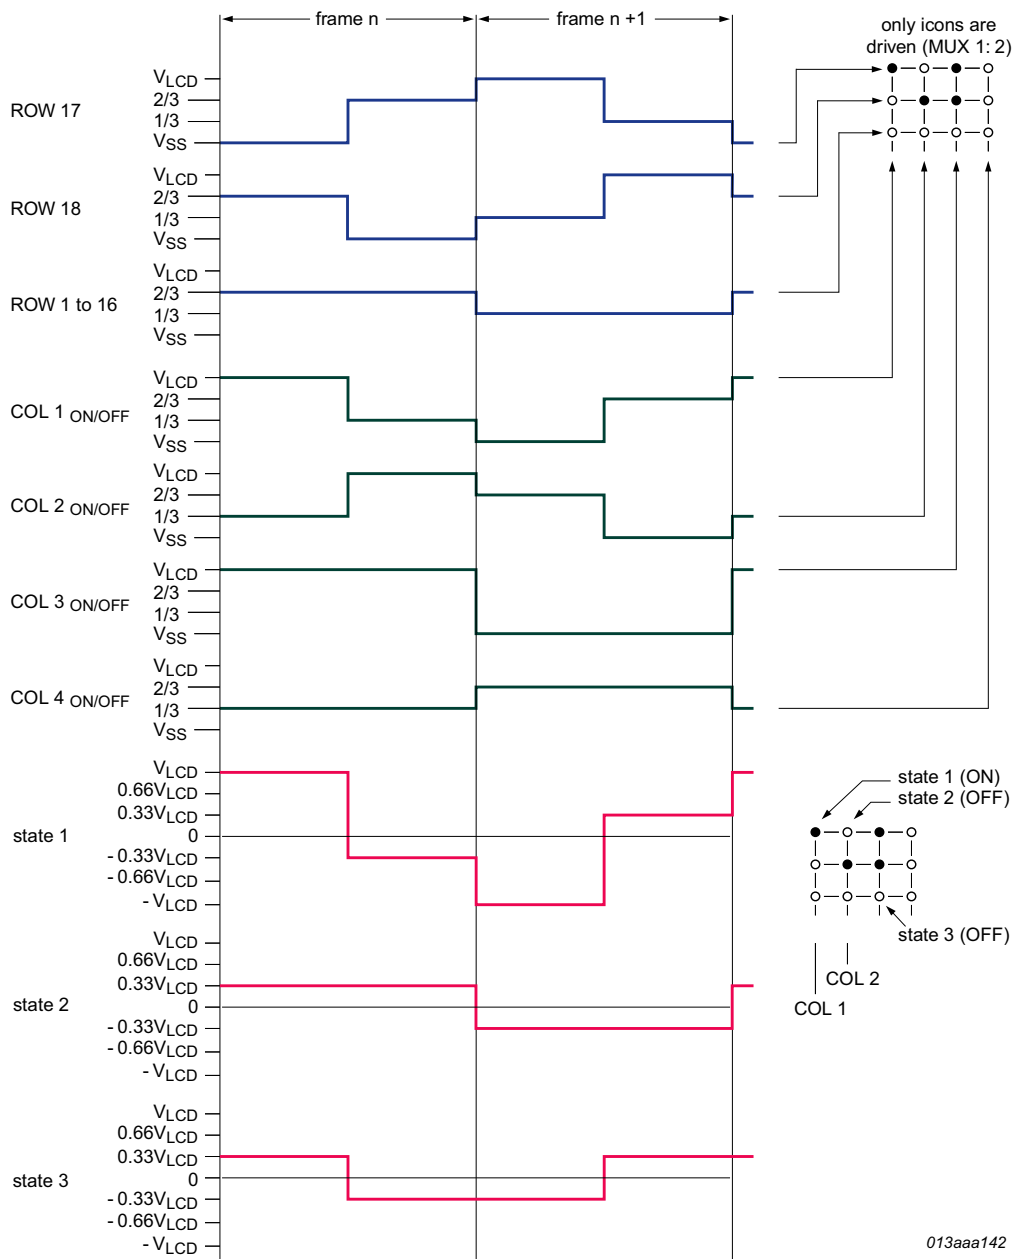 frame n
frame n +1
only icons are
driven (MUX 1: 2)
ROW 17
VLCD
2/3
1/3
VSS
ROW 18
VLCD
2/3
1/3
VSS
ROW 1 to 16
VLCD
2/3
1/3
VSS
COL 1 ON/OFF
VLCD
2/3
1/3
VSS
COL 2 ON/OFF
VLCD
2/3
1/3
VSS
COL 3 ON/OFF
VLCD
2/3
1/3
VSS
COL 4 ON/OFF
VLCD
2/3
1/3
VSS
state 1
VLCD
0.66VLCD
0.33VLCD
0
- 0.33VLCD
- 0.66VLCD
- VLCD
state 1 (ON)
state 2 (OFF)
state 3 (OFF)
COL 2
COL 1
state 2
VLCD
0.66VLCD
0.33VLCD
0
- 0.33VLCD
- 0.66VLCD
- VLCD
state 3
VLCD
0.66VLCD
0.33VLCD
0
- 0.33VLCD
- 0.66VLCD
- VLCD
013aaa142